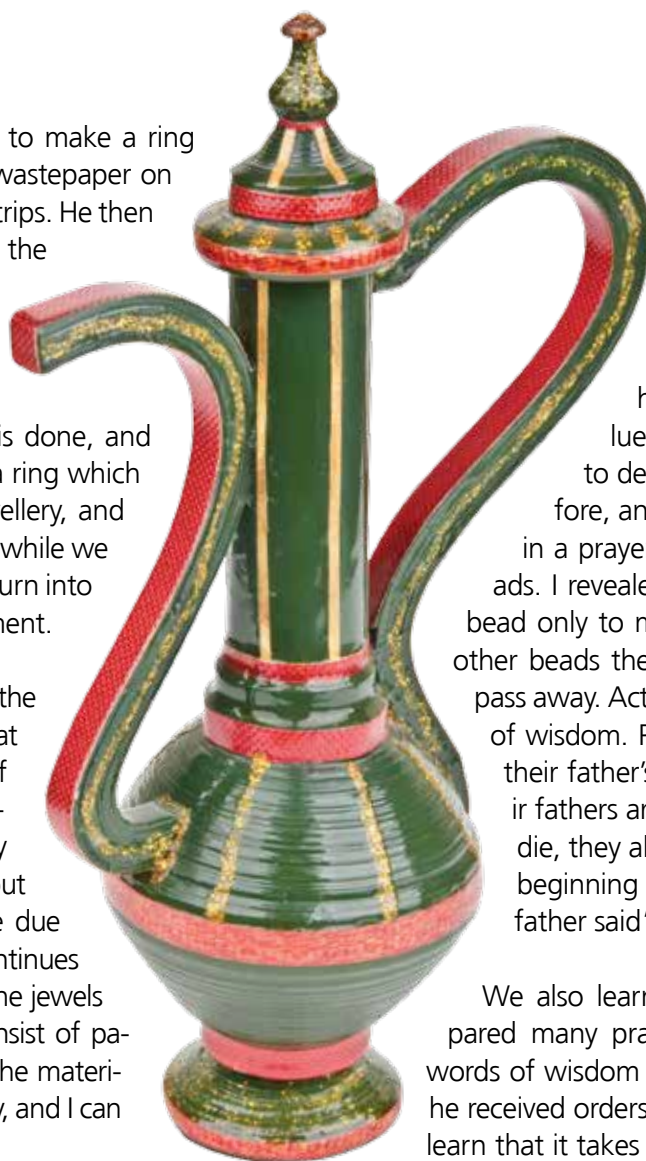 to make a ring
wastepaper on
trips. He then
the
is done, and
a ring which
ellery, and
while we
urn into
nent.
the
at
f
-
y
out
e due
ntinues
ne jewels
nsist of pa-
he materi-
y, and I can
h
lue
to de
fore, an
in a praye
ads. I reveale
bead only to
other beads the
pass away. Act
of wisdom.
their father's
ir fathers
die, they al
beginning
father said'
We also learn
pared many pra
words of wisdom
he received orders
learn that it takes